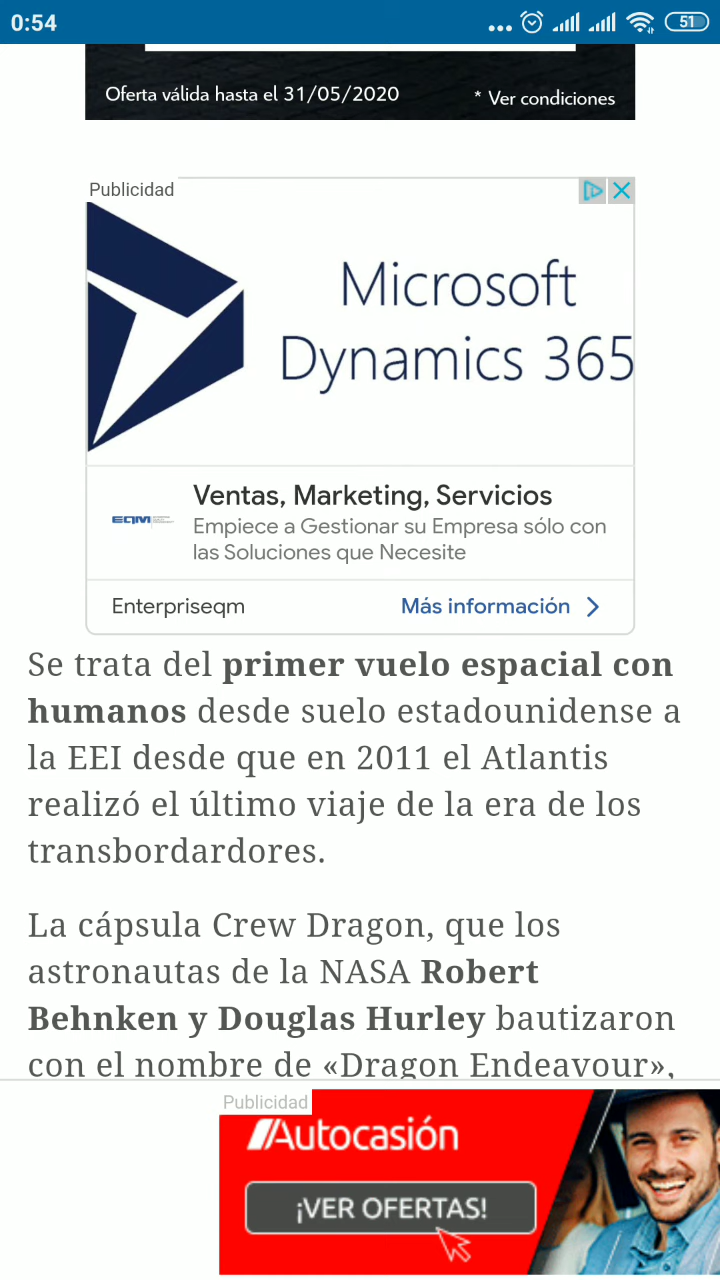 0:54
51
Oferta válida hasta el 31/05/2020
* Ver condiciones
Publicidad
Microsoft
Dynamics 365
Ventas, Marketing, Servicios
EQM
Empiece a Gestionar su Empresa sólo con
las Soluciones que Necesite
Enterpriseqm
Más información
Se trata del primer vuelo espacial con
humanos desde suelo estadounidense a
la EEI desde que en 2011 el Atlantis
realizó el último viaje de la era de los
transbordardores.
La cápsula Crew Dragon, que los
astronautas de la NASA Robert
Behnken y Douglas Hurley bautizaron
con el nombre de «Dragon Endeavour»,
Publicidad
Autocasión
¡VER OFERTAS!